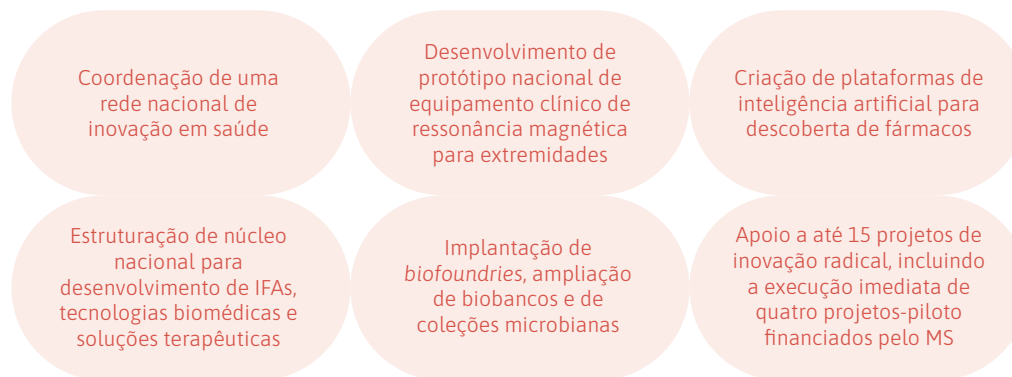 Coordenação de uma
rede nacional de
inovação em saúde
Desenvolvimento de
protótipo nacional de
equipamento clínico de
ressonância magnética
para extremidades
Criação de plataformas de
inteligência artificial para
descoberta de fármacos
Estruturação de núcleo
nacional para
desenvolvimento de IFAs,
tecnologias biomédicas e
soluções terapêuticas
Implantação de
biofoundries, ampliação
de biobancos e de
coleções microbianas
Apoio a até 15 projetos de
inovação radical, incluindo
a execução imediata de
quatro projetos-piloto
financiados pelo MS